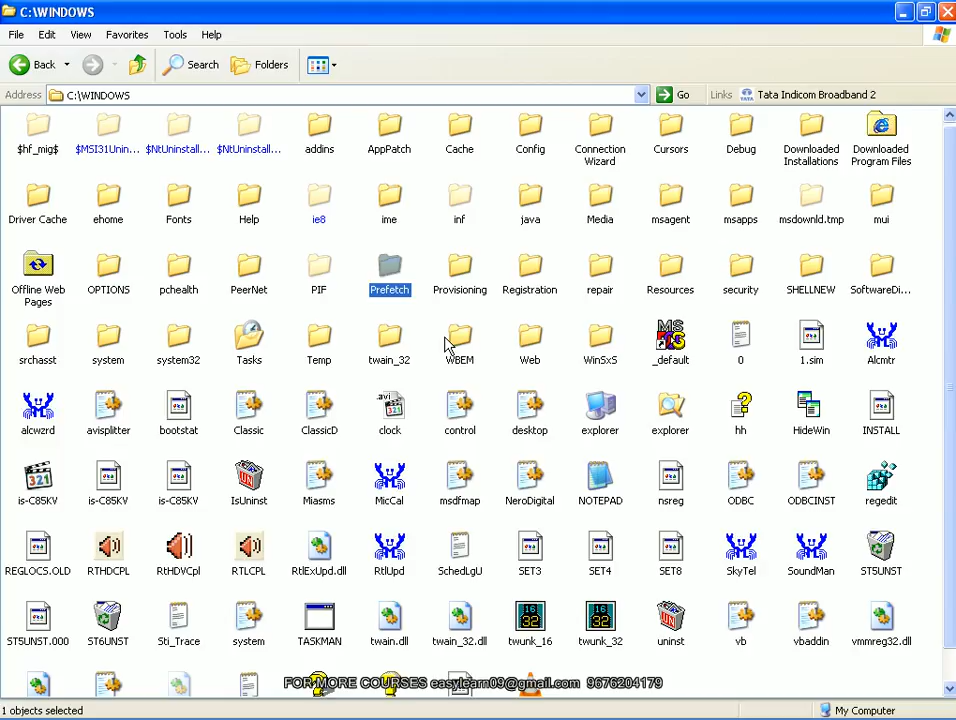 C:\WINDOWS
File Edit View Favorites Tools Help
Back Search Folders
Address C:\WINDOWS Go Links Tata Indicom Broadband 2
$hf_mig$ $MSI31Unin... $NtUninstall... $NtUninstall... addins AppPatch Cache Config Connection Wizard Cursors Debug Downloaded Installations Downloaded Program Files
Driver Cache ehome Fonts Help ie8 ime inf java Media msagent msapps msdownld.tmp mui
Offline Web Pages OPTIONS pchealth PeerNet PIF Prefetch Provisioning Registration repair Resources security SHELLNEW SoftwareDi...
srchasst system system32 Tasks Temp twain_32 WBEM Web WinSxS _default 0 1.sim Alcmtr
alcwzrd avisplitter bootstat Classic ClassicD clock control desktop explorer explorer hh HideWin INSTALL
is-C85KV is-C85KV is-C85KV IsUninst Miasms MicCal msdfmap NeroDigital NOTEPAD nsreg ODBC ODBCINST regedit
REGLOCS.OLD RTHDCPL RtHDVCpl RTLCPL RtlExUpd.dll RtlUpd SchedLgU SET3 SET4 SET8 SkyTel SoundMan ST5UNST
ST5UNST.000 ST6UNST Sti_Trace system TASKMAN twain.dll twain_32.dll twunk_16 twunk_32 uninst vb vbaddin vmmreg32.dll
FOR MORE COURSES easylearn09@gmail.com 9676204179
1 objects selected My Computer